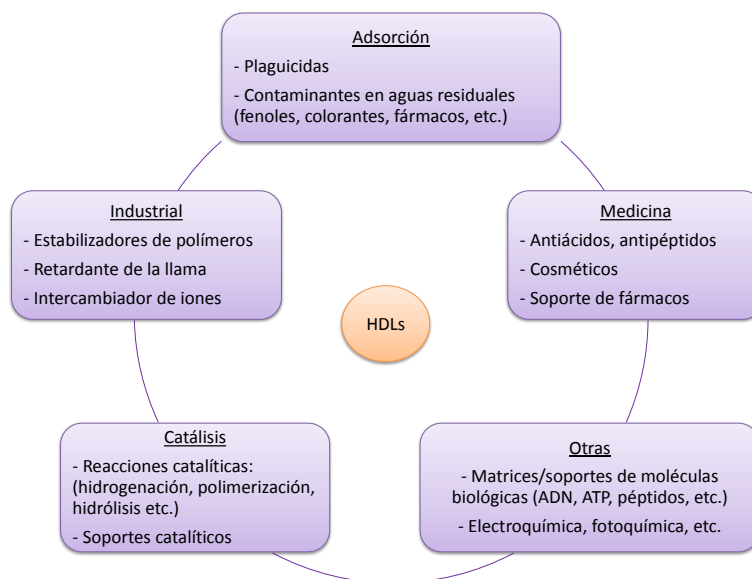 Adsorción
- Plaguicidas
- Contaminantes en aguas residuales
(fenoles, colorantes, fármacos, etc.)
Industrial
- Estabilizadores de polímeros
- Retardante de la llama
- Intercambiador de iones
Medicina
- Antiácidos, antipéptidos
- Cosméticos
- Soporte de fármacos
HDLs
Catálisis
- Reacciones catalíticas:
(hidrogenación, polimerización,
hidrólisis etc.)
- Soportes catalíticos
Otras
- Matrices/soportes de moléculas
biológicas (ADN, ATP, péptidos, etc.)
- Electroquímica, fotoquímica, etc.